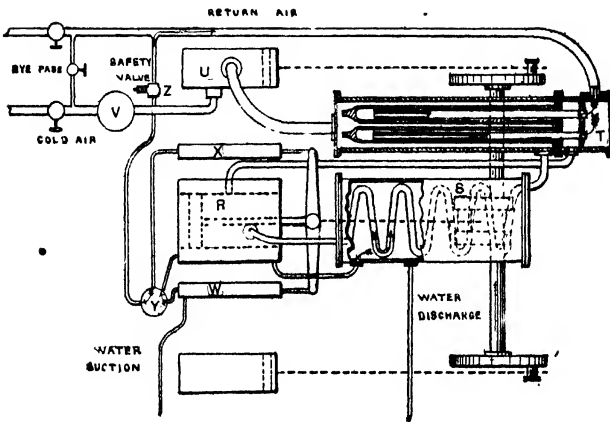 RETURN AIR
BYE PASS
SAFETY
VALVE
Z
U
V
COLD AIR
T
X
R
S
Y
W
WATER
SUCTION
WATER
DISCHARGE